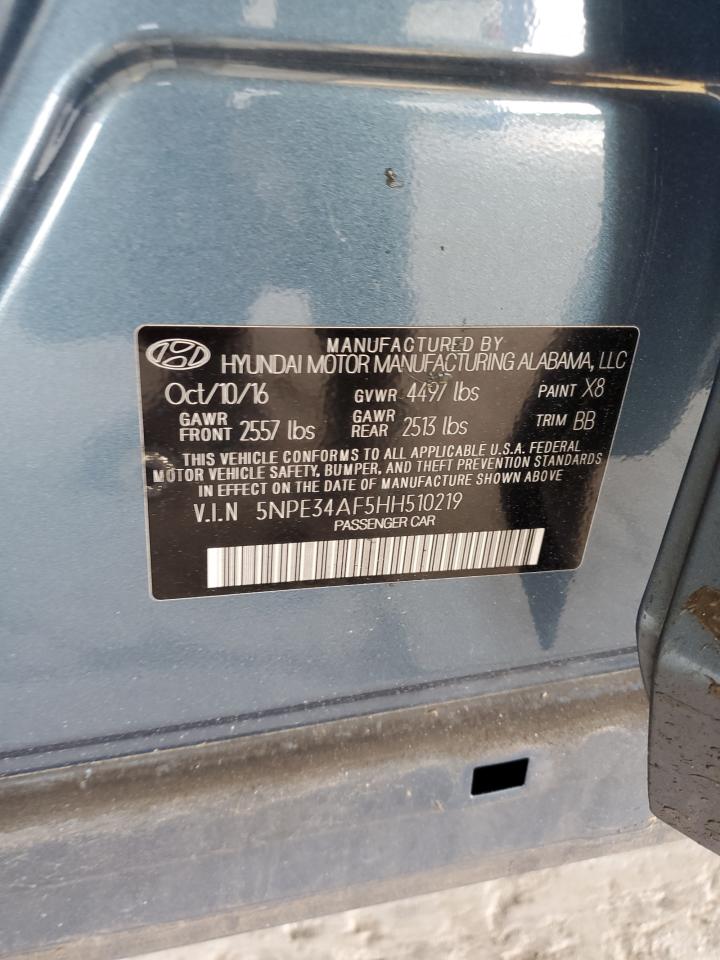 MANUFACTURED BY
HYUNDAI MOTOR MANUFACTURING ALABAMA, LLC
Oct/10/16 GVWR 4497 lbs PAINT X8
GAWR FRONT 2557 lbs GAWR REAR 2513 lbs TRIM BB
THIS VEHICLE CONFORMS TO ALL APPLICABLE U.S.A. FEDERAL
MOTOR VEHICLE SAFETY, BUMPER, AND THEFT PREVENTION STANDARDS
IN EFFECT ON THE DATE OF MANUFACTURE SHOWN ABOVE
V.I.N 5NPE34AF5HH510219
PASSENGER CAR